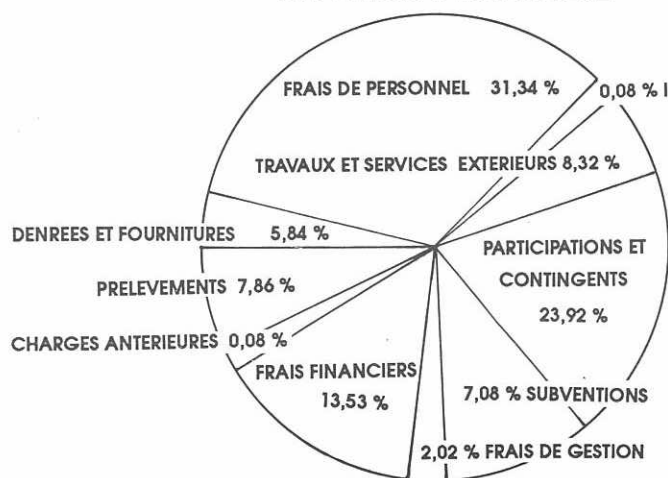 FRAIS DE PERSONNEL 31,34 %
0,08 % I
TRAVAUX ET SERVICES EXTERIEURS 8,32 %
DENREES ET FOURNITURES 5,84 %
PARTICIPATIONS ET
CONTINGENTS
23,92 %
PRELEVEMENTS 7,86 %
CHARGES ANTERIEURES 0,08 %
FRAIS FINANCIERS
13,53 %
7,08 % SUBVENTIONS
2,02 % FRAIS DE GESTION